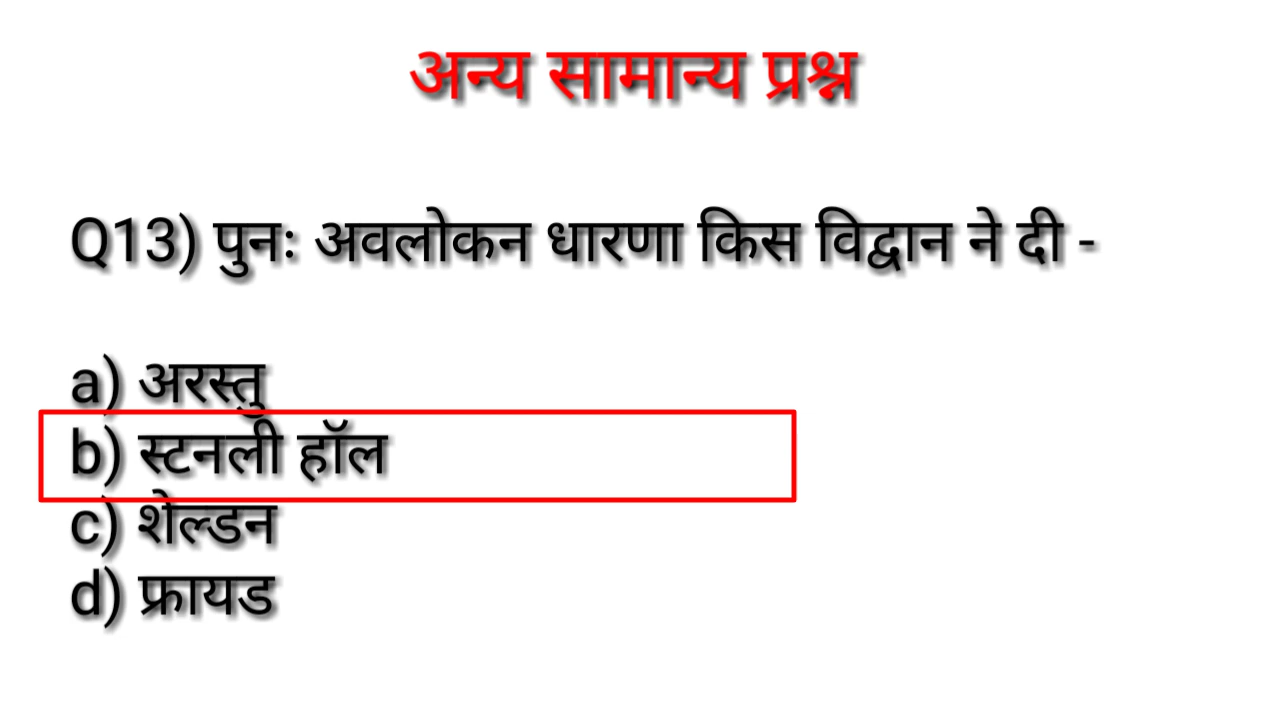 अन्य सामान्य प्रश्न
Q13) पुनः अवलोकन धारणा किस विद्वान ने दी -
a) अरस्तु
b) स्टनली हॉल
c) शेल्डन
d) फ्रायड